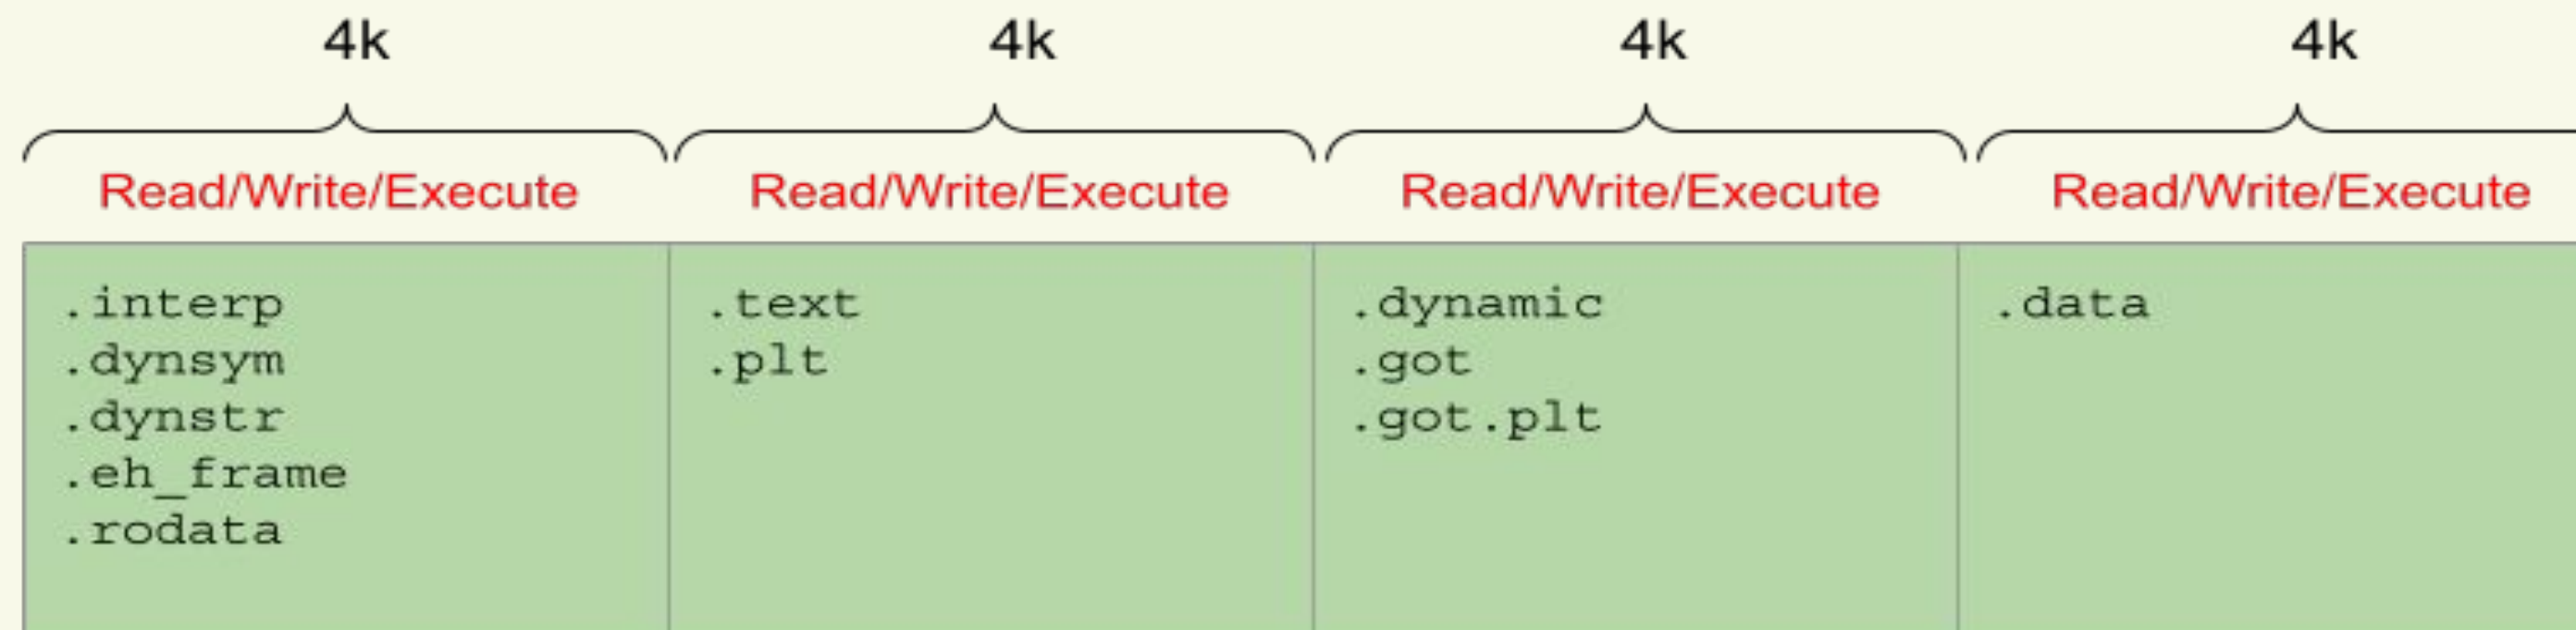 4k
4k
4k
4k
Read/Write/Execute
Read/Write/Execute
Read/Write/Execute
Read/Write/Execute
.interp
.dynsym
.dynstr
.eh_frame
.rodata
.text
.plt
.dynamic
.got
.got.plt
.data